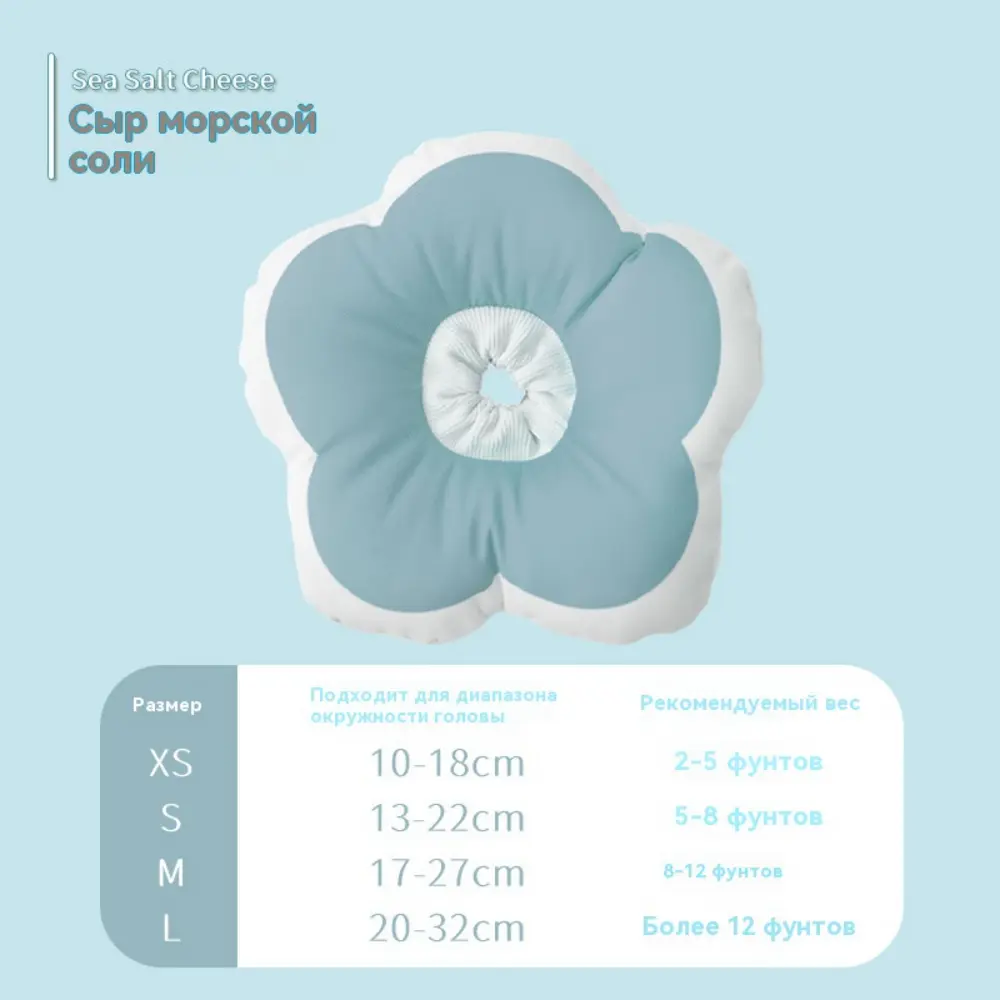 Sea Salt Cheese
Сыр морской
соли
Размер
Подходит для диапазона
окружности головы
Рекомендуемый вес
XS
10-18cm
2-5 фунтов
S
13-22cm
5-8 фунтов
M
17-27cm
8-12 фунтов
L
20-32cm
Более 12 фунтов